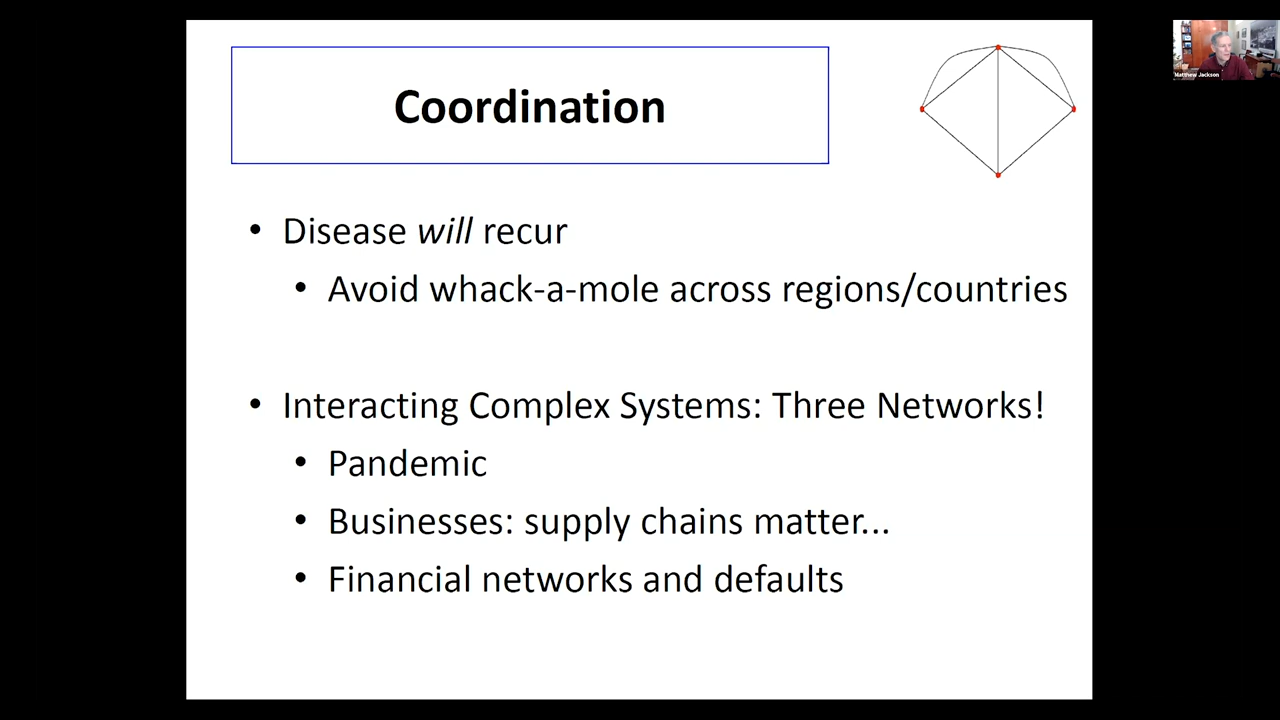 Coordination
Matthew Jackson
• Disease will recur
• Avoid whack-a-mole across regions/countries
• Interacting Complex Systems: Three Networks!
• Pandemic
• Businesses: supply chains matter...
• Financial networks and defaults